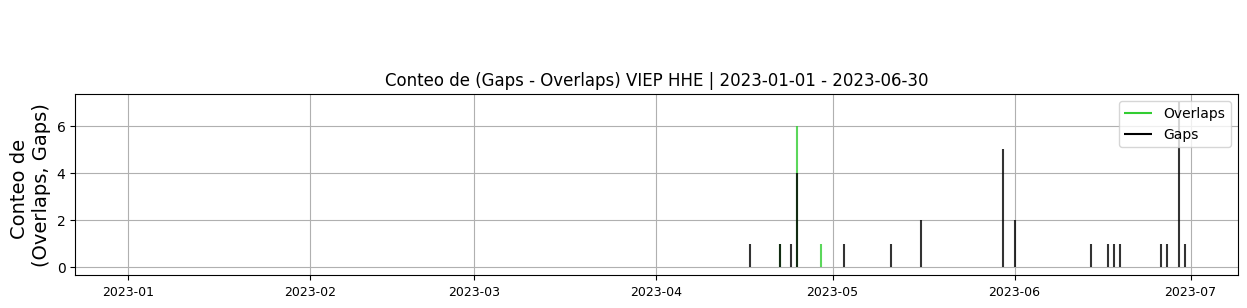 Conteo de (Gaps - Overlaps) VIEP HHE | 2023-01-01 - 2023-06-30
Conteo de
(Overlaps, Gaps)
6
4
2
0
Overlaps
Gaps
2023-01
2023-02
2023-03
2023-04
2023-05
2023-06
2023-07